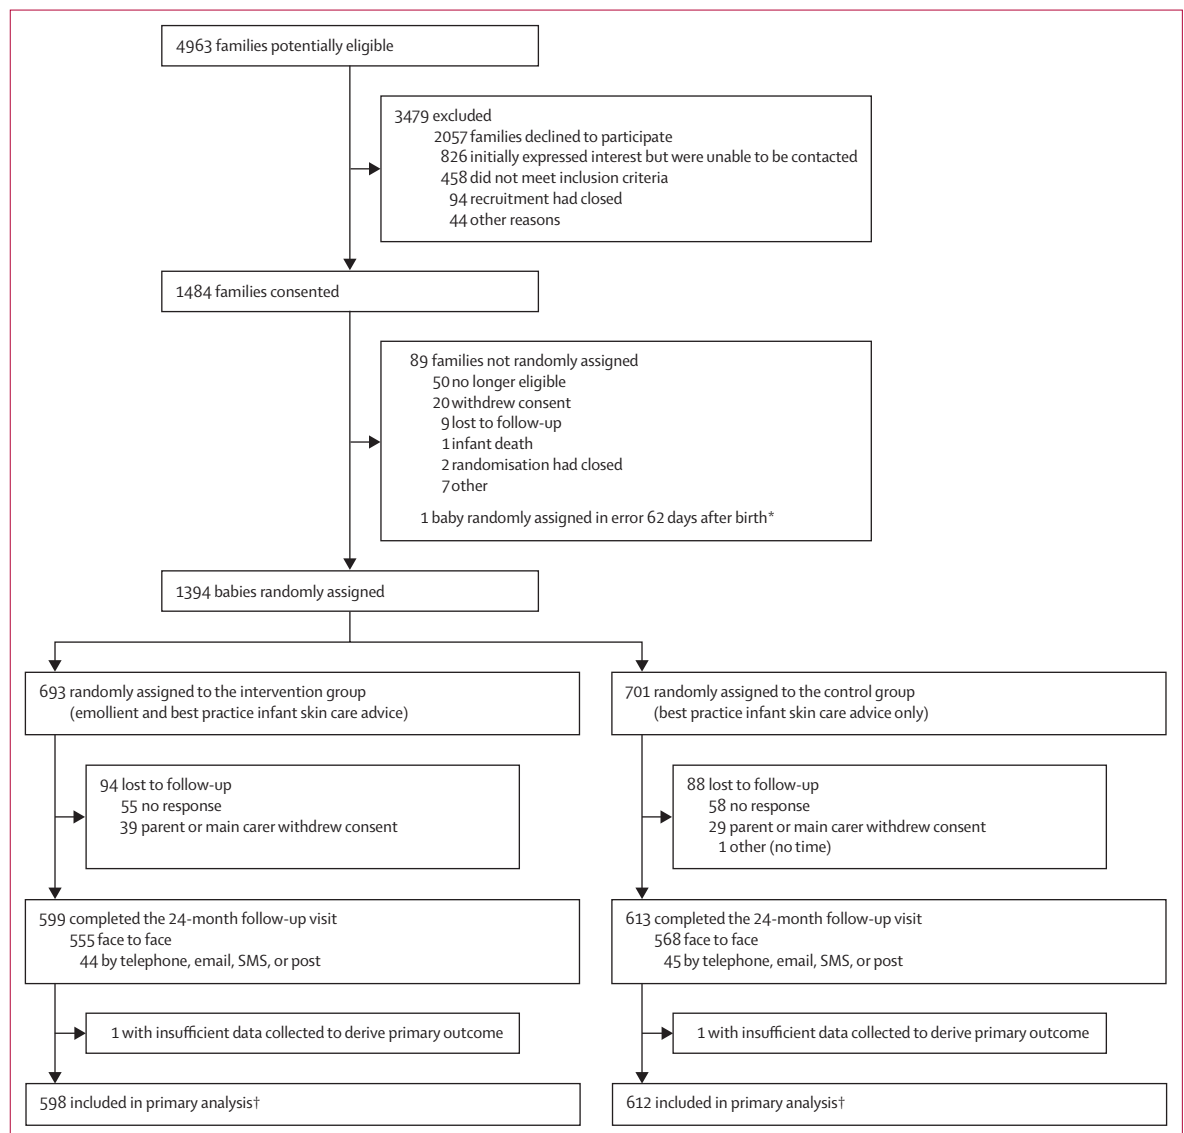 4963 families potentially eligible
3479 excluded
2057 families declined to participate
826 initially expressed interest but were unable to be contacted
458 did not meet inclusion criteria
94 recruitment had closed
44 other reasons
1484 families consented
89 families not randomly assigned
50 no longer eligible
20 withdrew consent
9 lost to follow-up
1 infant death
2 randomisation had closed
7 other
1 baby randomly assigned in error 62 days after birth*
1394 babies randomly assigned
693 randomly assigned to the intervention group
(emollient and best practice infant skin care advice)
701 randomly assigned to the control group
(best practice infant skin care advice only)
94 lost to follow-up
55 no response
39 parent or main carer withdrew consent
88 lost to follow-up
58 no response
29 parent or main carer withdrew consent
1 other (no time)
599 completed the 24-month follow-up visit
555 face to face
44 by telephone, email, SMS, or post
613 completed the 24-month follow-up visit
568 face to face
45 by telephone, email, SMS, or post
1 with insufficient data collected to derive primary outcome
1 with insufficient data collected to derive primary outcome
598 included in primary analysis†
612 included in primary analysis†